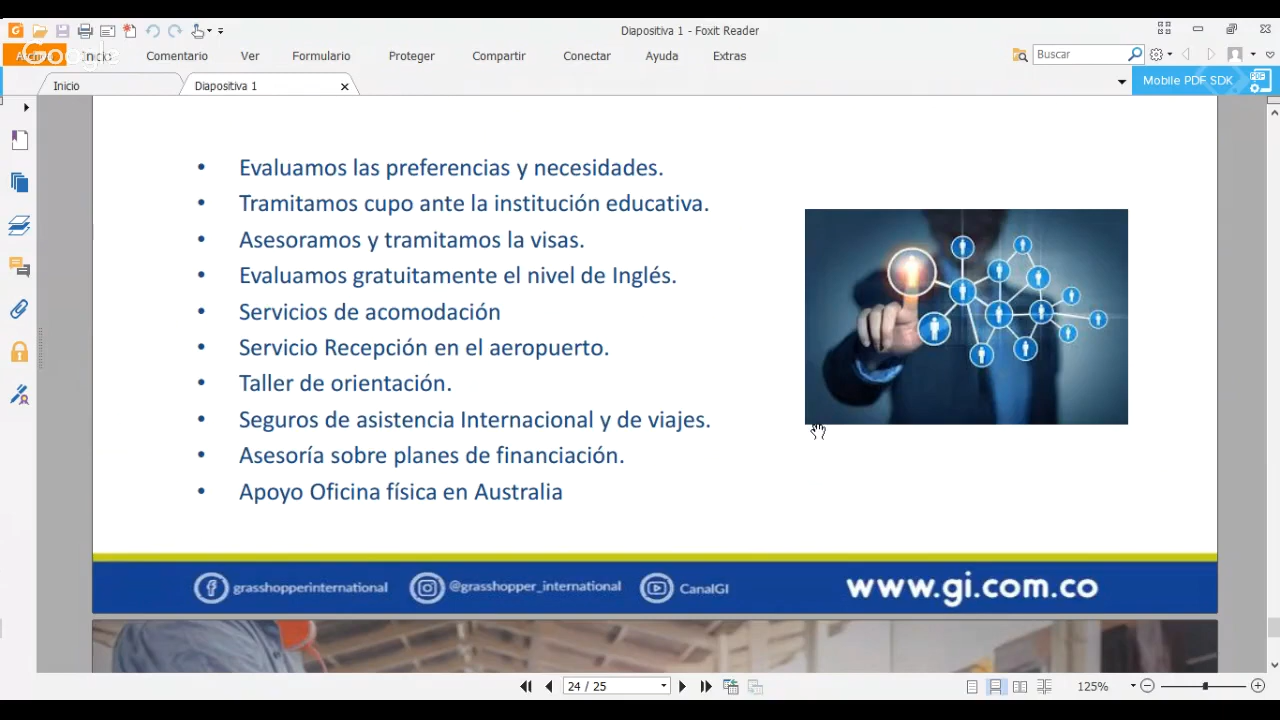 Diapositiva 1 - Foxit Reader
Google
Inicio Comentario Ver Formulario Proteger Compartir Conectar Ayuda Extras
Buscar
Inicio Diapositiva 1
Mobile PDF SDK
• Evaluamos las preferencias y necesidades.
• Tramitamos cupo ante la institución educativa.
• Asesoramos y tramitamos la visas.
• Evaluamos gratuitamente el nivel de Inglés.
• Servicios de acomodación
• Servicio Recepción en el aeropuerto.
• Taller de orientación.
• Seguros de asistencia Internacional y de viajes.
• Asesoría sobre planes de financiación.
• Apoyo Oficina física en Australia
grasshopperinternational @grasshopper_international CanalGI www.gi.com.co
24 / 25 125%